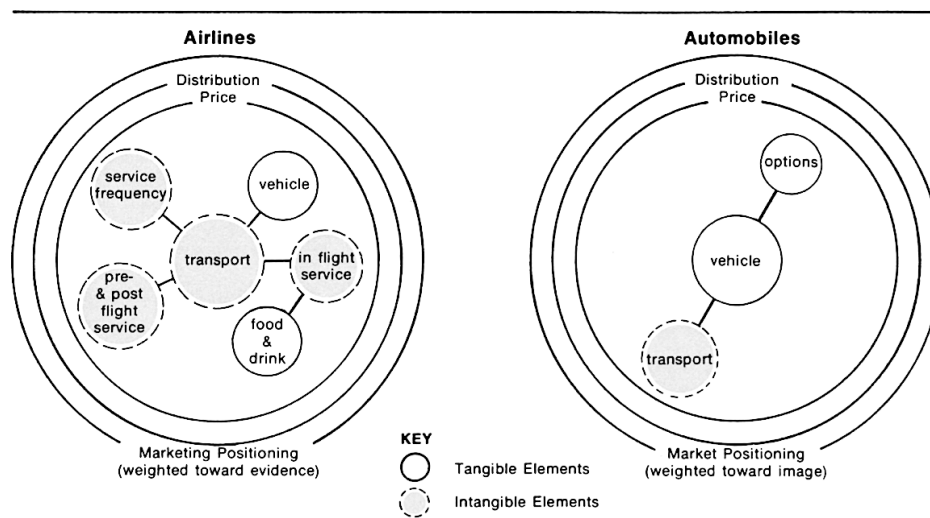 Airlines
Distribution
Price
service
frequency
vehicle
transport
in flight
service
pre-
& post
flight
service
food
&
drink
Marketing Positioning
(weighted toward evidence)
Automobiles
Distribution
Price
options
vehicle
transport
Market Positioning
(weighted toward image)
KEY
Tangible Elements
Intangible Elements